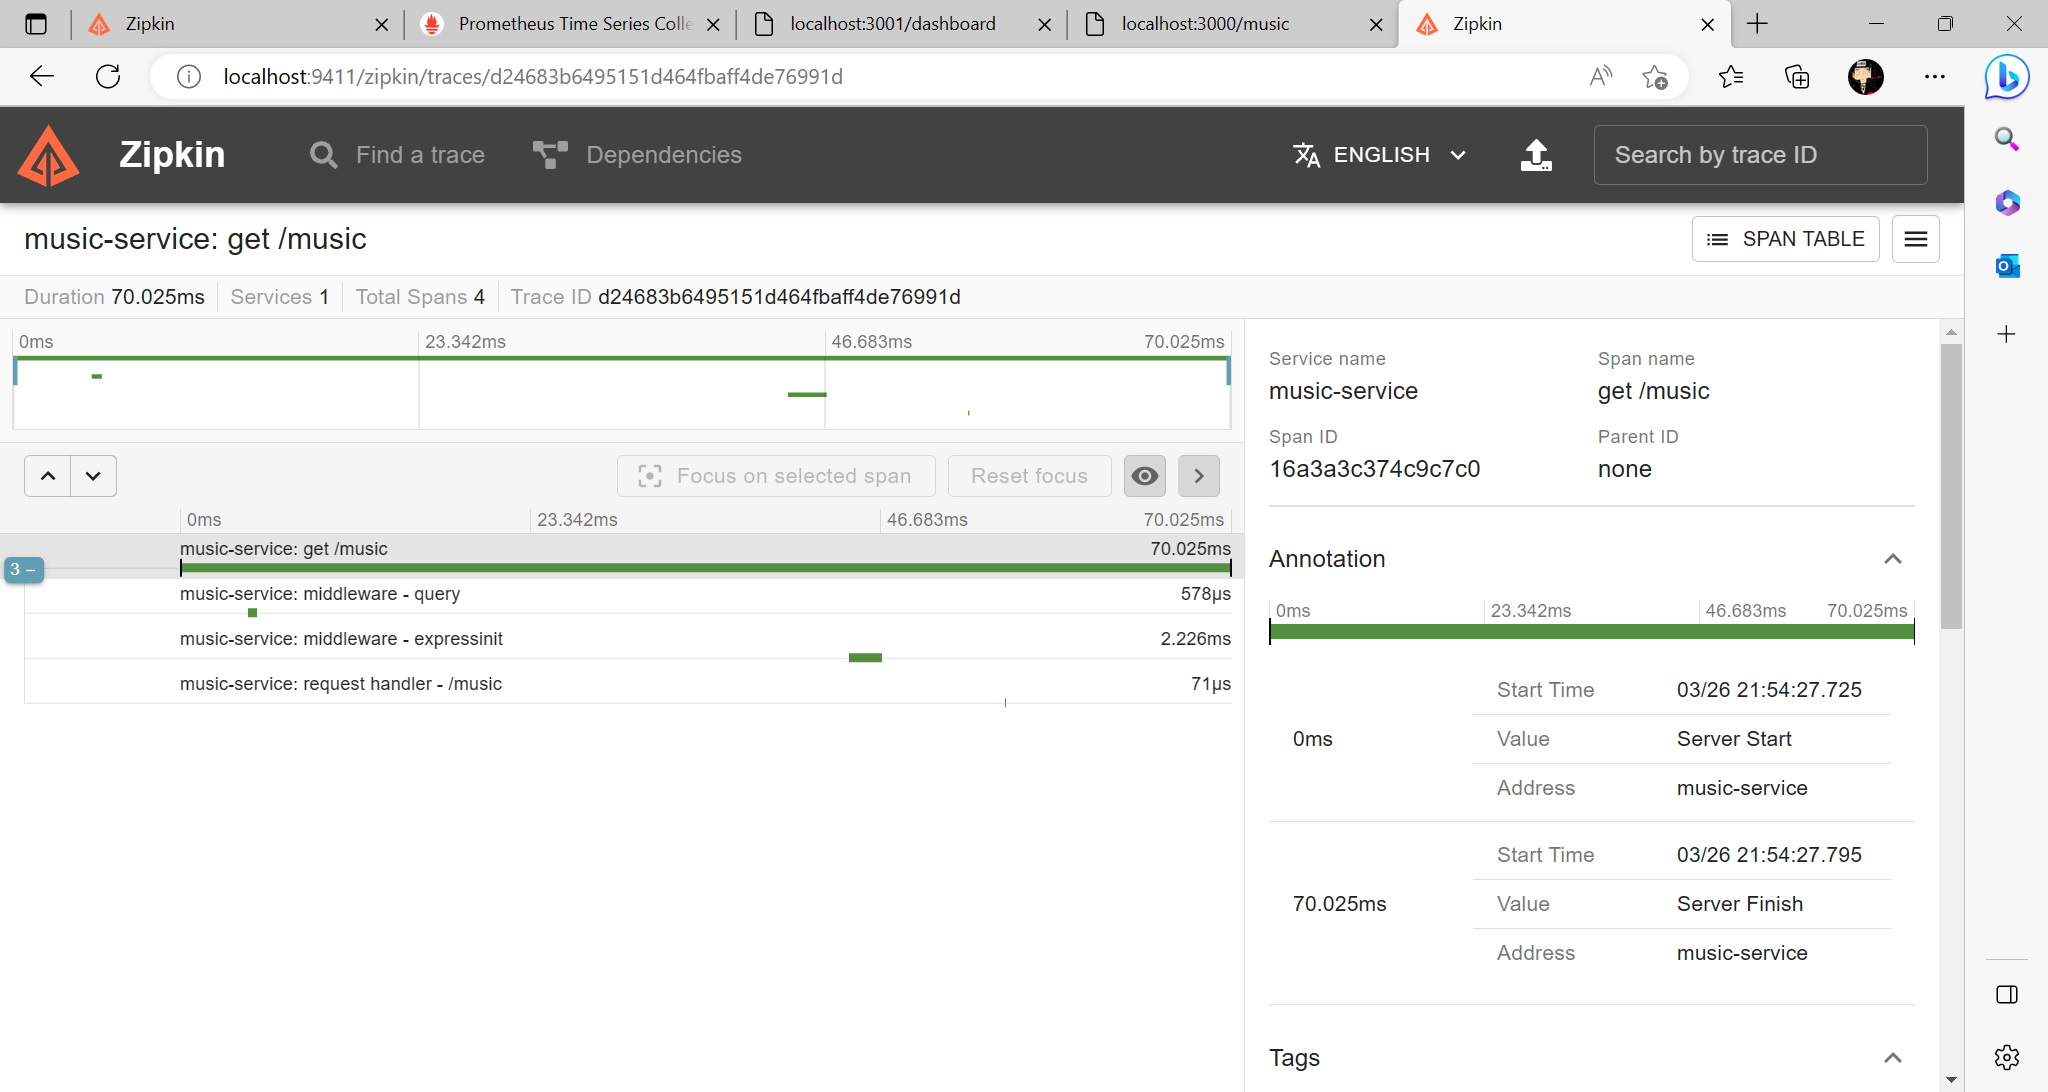 Zipkin
Prometheus Time Series Colle
localhost:3001/dashboard
localhost:3000/music
Zipkin
localhost:9411/zipkin/traces/d24683b6495151d464fbaff4de76991d
Zipkin
Find a trace
Dependencies
ENGLISH
Search by trace ID
music-service: get /music
SPAN TABLE
Duration 70.025ms
Services 1
Total Spans 4
Trace ID d24683b6495151d464fbaff4de76991d
0ms 23.342ms 46.683ms 70.025ms
Focus on selected span
Reset focus
0ms 23.342ms 46.683ms 70.025ms
music-service: get /music 70.025ms
3 –
music-service: middleware - query 578µs
music-service: middleware - expressinit 2.226ms
music-service: request handler - /music 71µs
Service name
music-service
Span name
get /music
Span ID
16a3a3c374c9c7c0
Parent ID
none
Annotation
0ms 23.342ms 46.683ms 70.025ms
0ms
Start Time 03/26 21:54:27.725
Value Server Start
Address music-service
70.025ms
Start Time 03/26 21:54:27.795
Value Server Finish
Address music-service
Tags